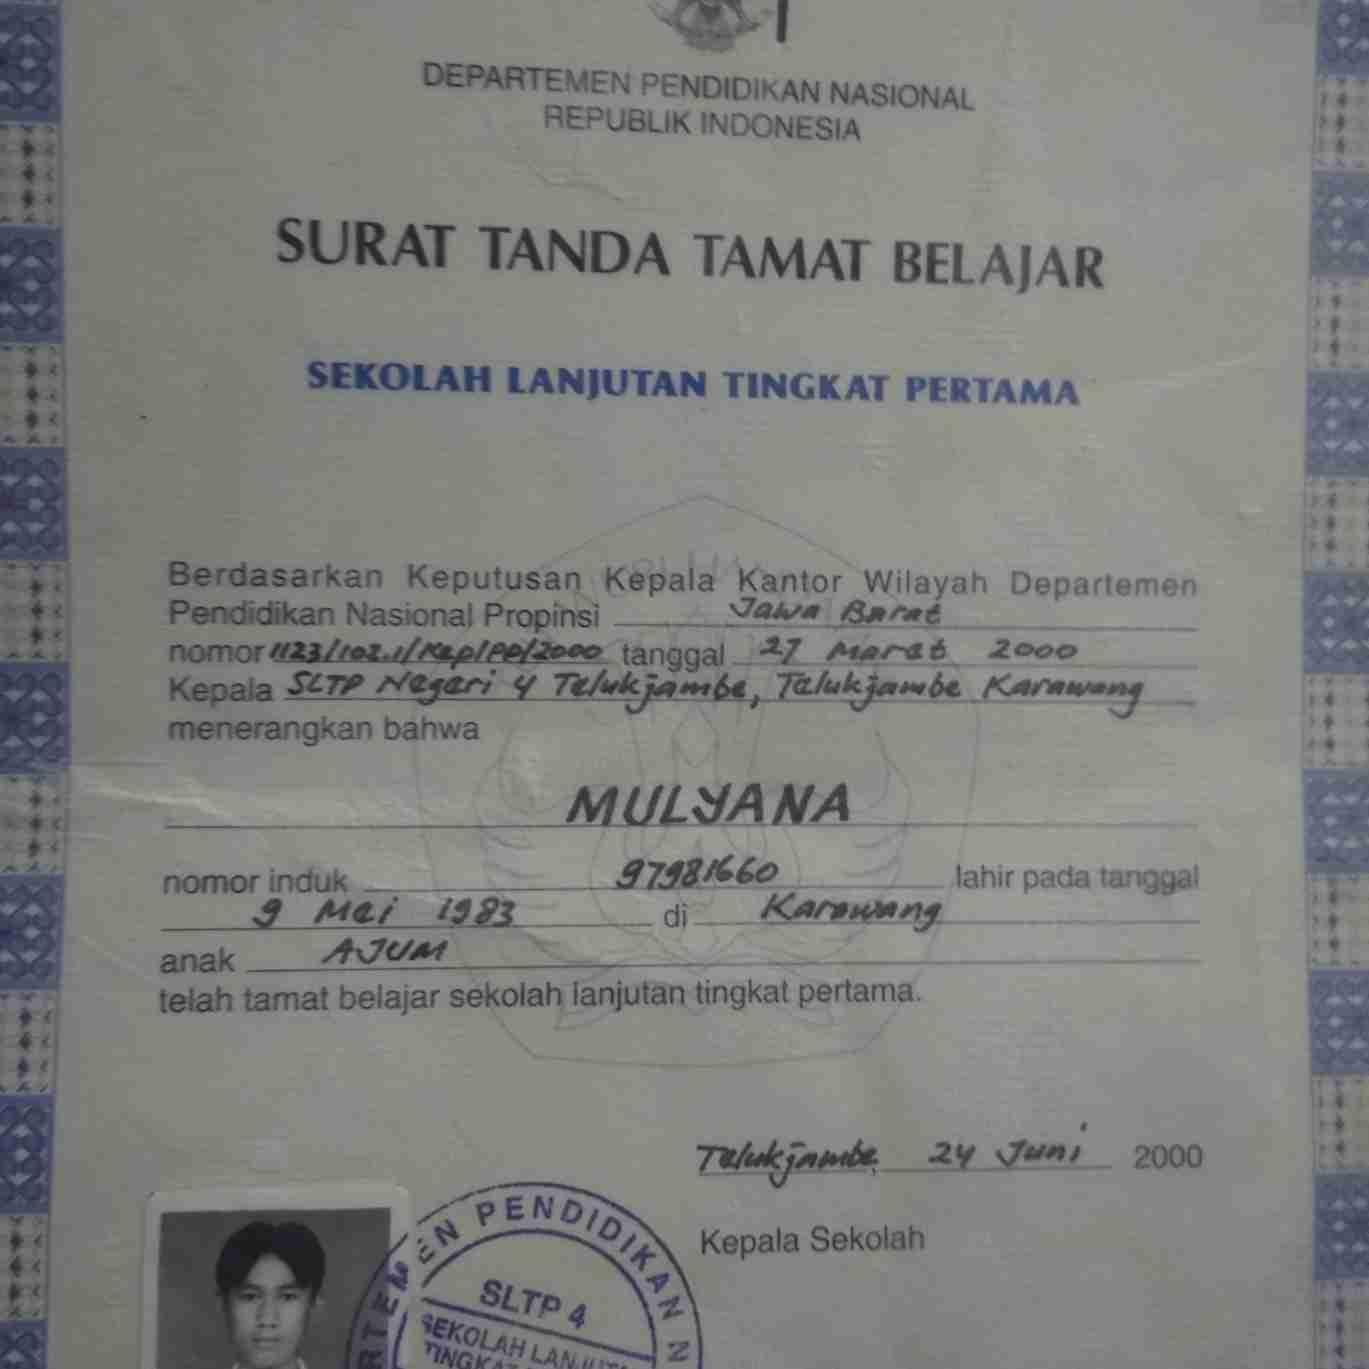 DEPARTEMEN PENDIDIKAN NASIONAL
REPUBLIK INDONESIA
SURAT TANDA TAMAT BELAJAR
SEKOLAH LANJUTAN TINGKAT PERTAMA
Berdasarkan Keputusan Kepala Kantor Wilayah Departemen
Pendidikan Nasional Propinsi Jawa Barat
nomor 1123/102.1/Kep/PP/2000 tanggal 27 Maret 2000
Kepala SLTP Negeri 4 Telukjambe, Telukjambe Karawang
menerangkan bahwa
MULYANA
nomor induk 97981660 lahir pada tanggal
9 Mei 1983 di Karawang
anak AJUM
telah tamat belajar sekolah lanjutan tingkat pertama.
Telukjambe, 24 Juni 2000
Kepala Sekolah
PENDIDIKAN
SLTP 4
SEKOLAH